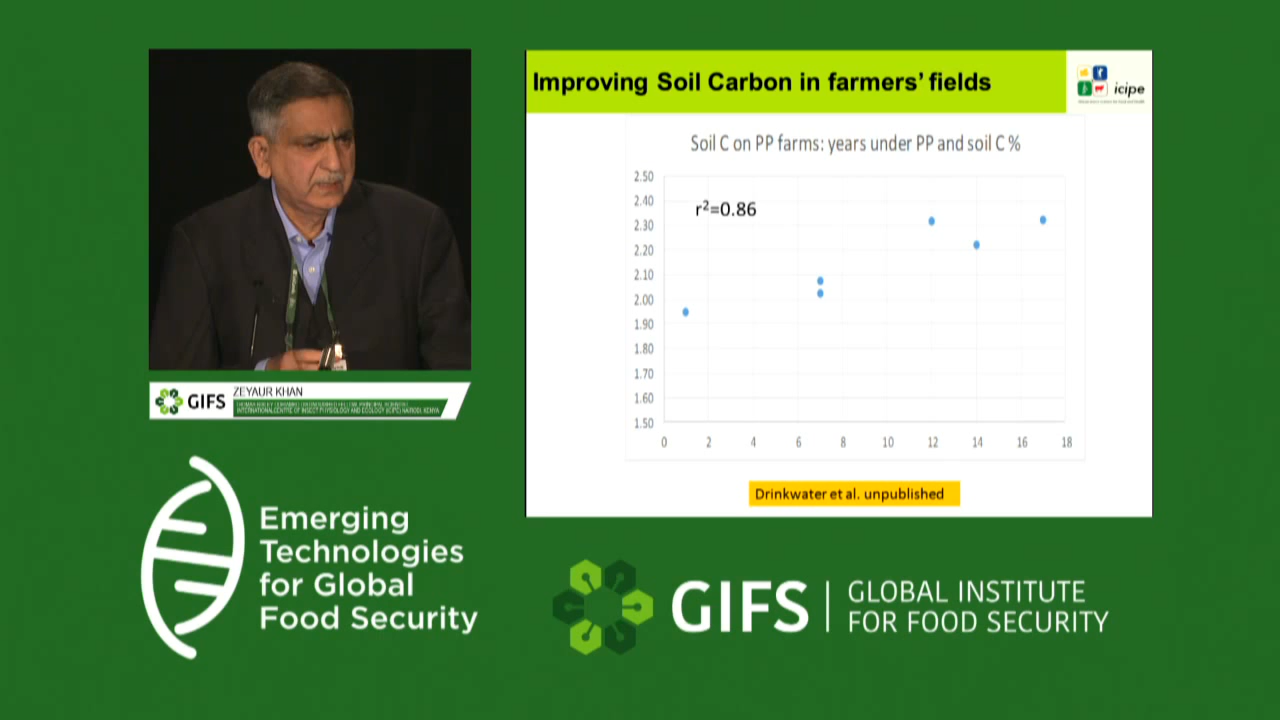 Improving Soil Carbon in farmers' fields
icipe
Soil C on PP farms: years under PP and soil C %
r²=0.86
2.50
2.40
2.30
2.20
2.10
2.00
1.90
1.80
1.70
1.60
1.50
0 2 4 6 8 10 12 14 16 18
Drinkwater et al. unpublished
GIFS
ZEYAUR KHAN
INTERNATIONAL CENTRE OF INSECT PHYSIOLOGY AND ECOLOGY (ICIPE) NAIROBI, KENYA
Emerging
Technologies
for Global
Food Security
GIFS
GLOBAL INSTITUTE
FOR FOOD SECURITY